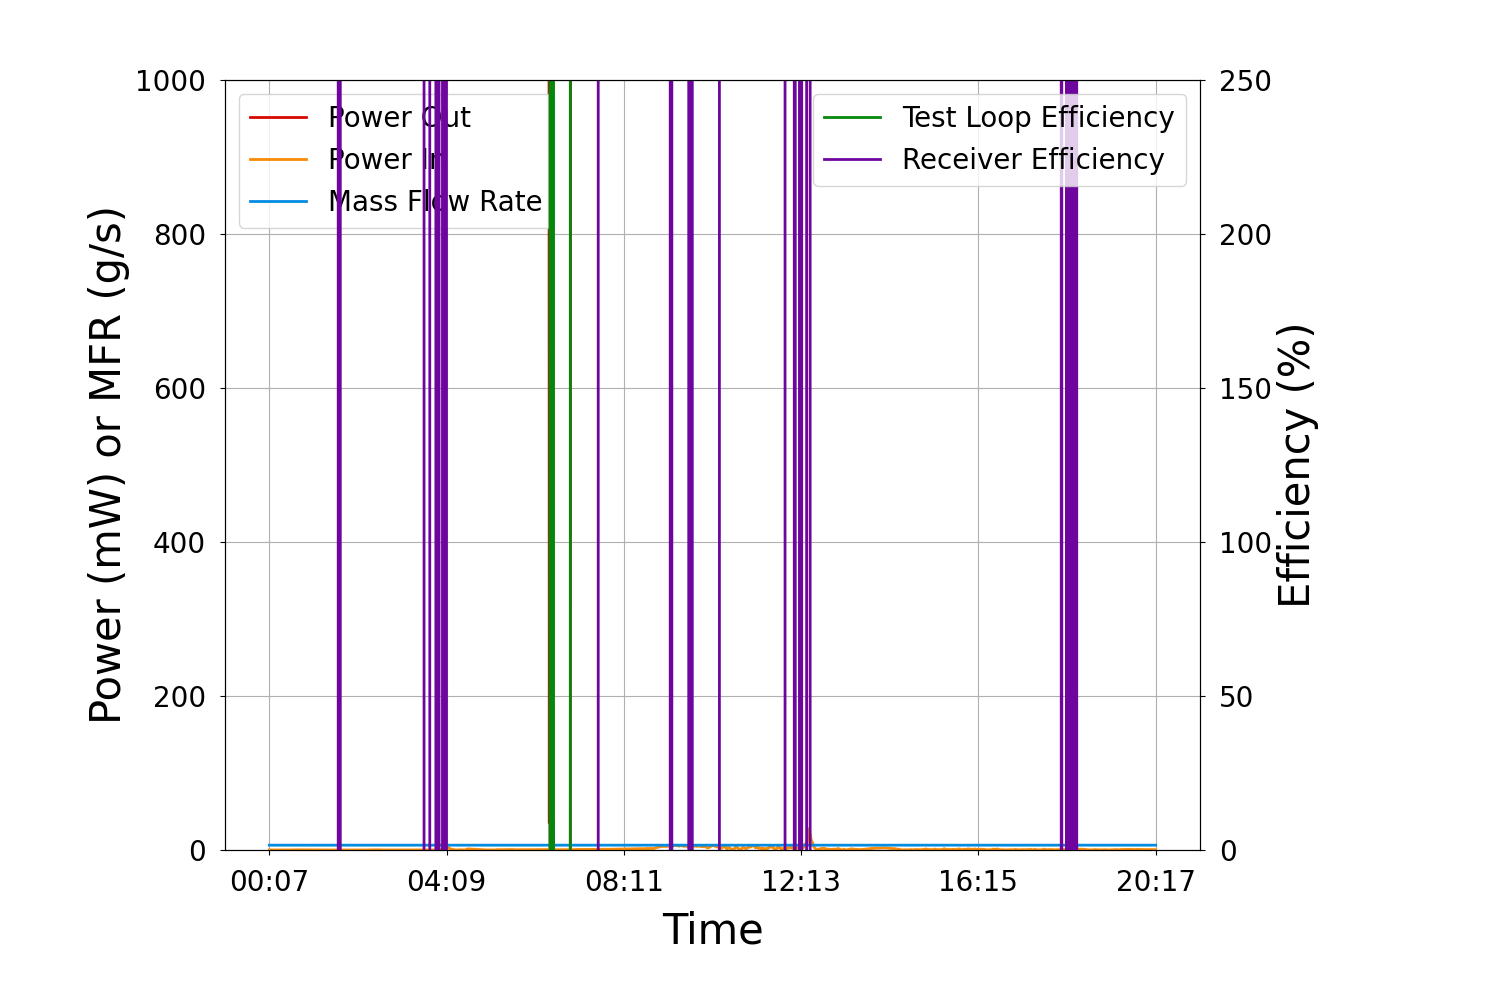 1000
800
600
400
200
0
Power (mW) or MFR (g/s)
Power Out
Power In
Mass Flow Rate
Test Loop Efficiency
Receiver Efficiency
250
200
150
100
50
0
Efficiency (%)
00:07 04:09 08:11 12:13 16:15 20:17
Time